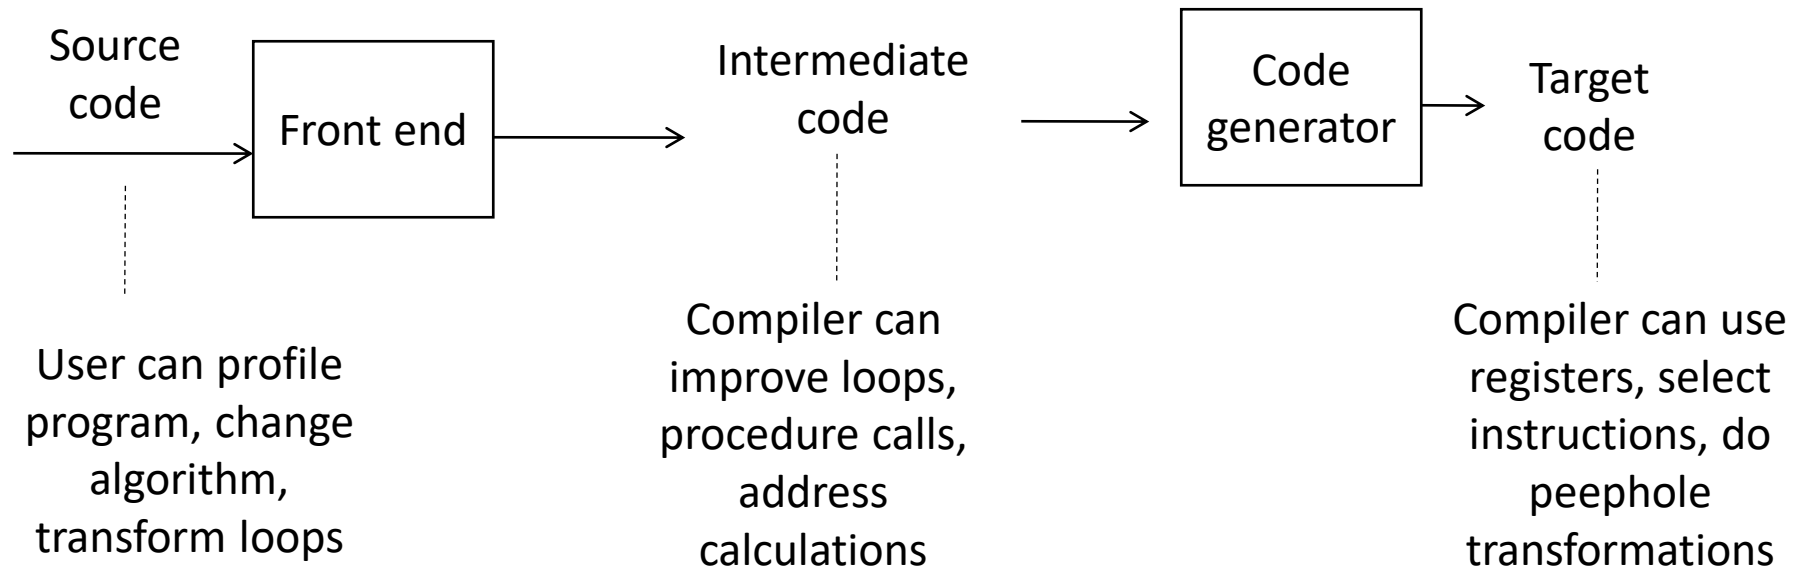 Source
code
Front end
Intermediate
code
Code
generator
Target
code
User can profile
program, change
algorithm,
transform loops
Compiler can
improve loops,
procedure calls,
address
calculations
Compiler can use
registers, select
instructions, do
peephole
transformations